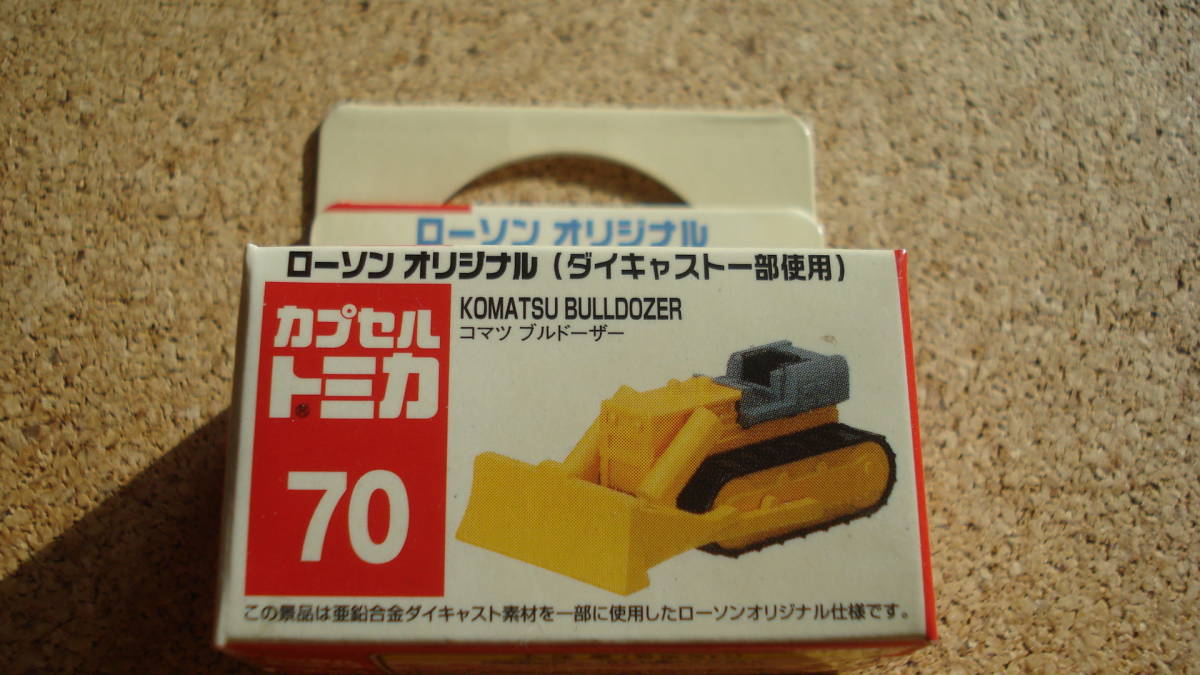 ローソン オリジナル
ローソン オリジナル (ダイキャスト一部使用)
カプセル
トミカ
70
KOMATSU BULLDOZER
コマツ ブルドーザー
この景品は亜鉛合金ダイキャスト素材を一部に使用したローソンオリジナル仕様です。